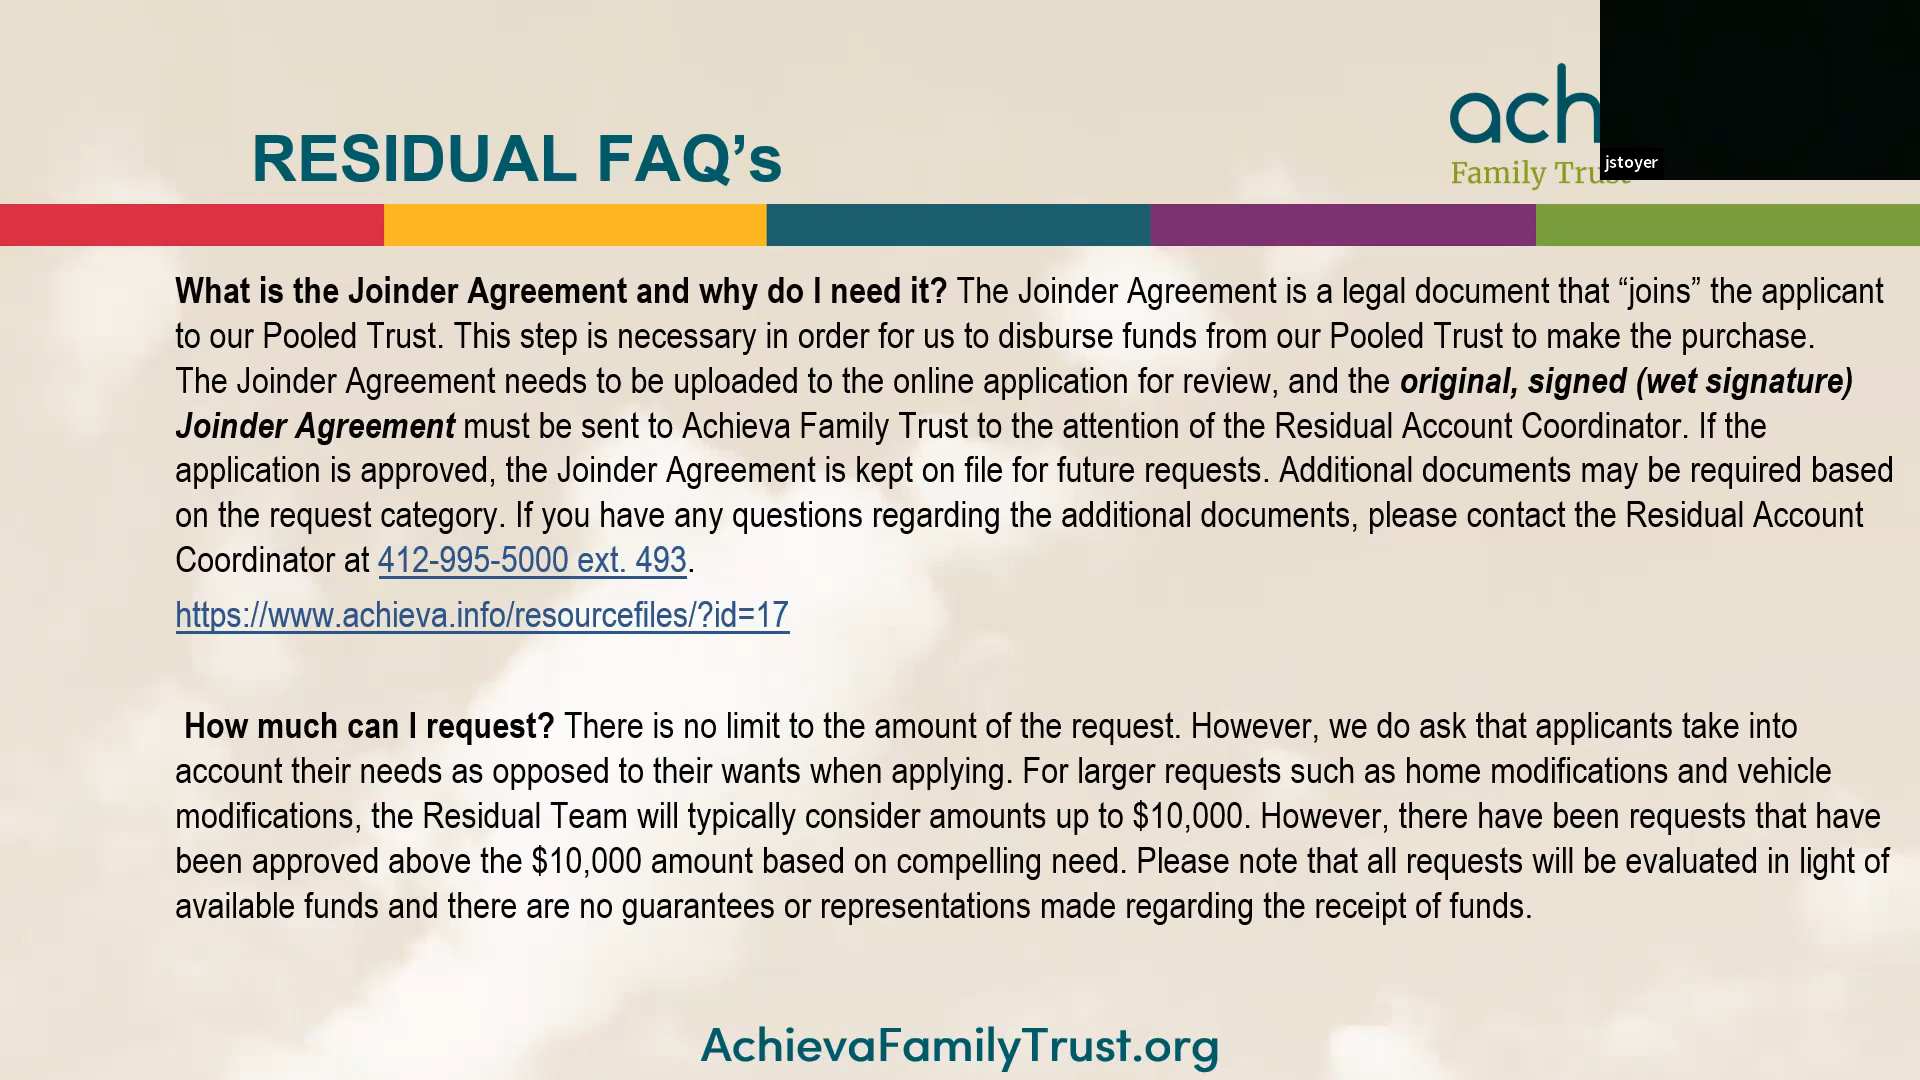 RESIDUAL FAQ’s
ach
Family Trust
jstoyer
What is the Joinder Agreement and why do I need it? The Joinder Agreement is a legal document that “joins” the applicant
to our Pooled Trust. This step is necessary in order for us to disburse funds from our Pooled Trust to make the purchase.
The Joinder Agreement needs to be uploaded to the online application for review, and the original, signed (wet signature)
Joinder Agreement must be sent to Achieva Family Trust to the attention of the Residual Account Coordinator. If the
application is approved, the Joinder Agreement is kept on file for future requests. Additional documents may be required based
on the request category. If you have any questions regarding the additional documents, please contact the Residual Account
Coordinator at 412-995-5000 ext. 493.
https://www.achieva.info/resourcefiles/?id=17
How much can I request? There is no limit to the amount of the request. However, we do ask that applicants take into
account their needs as opposed to their wants when applying. For larger requests such as home modifications and vehicle
modifications, the Residual Team will typically consider amounts up to $10,000. However, there have been requests that have
been approved above the $10,000 amount based on compelling need. Please note that all requests will be evaluated in light of
available funds and there are no guarantees or representations made regarding the receipt of funds.
AchievaFamilyTrust.org